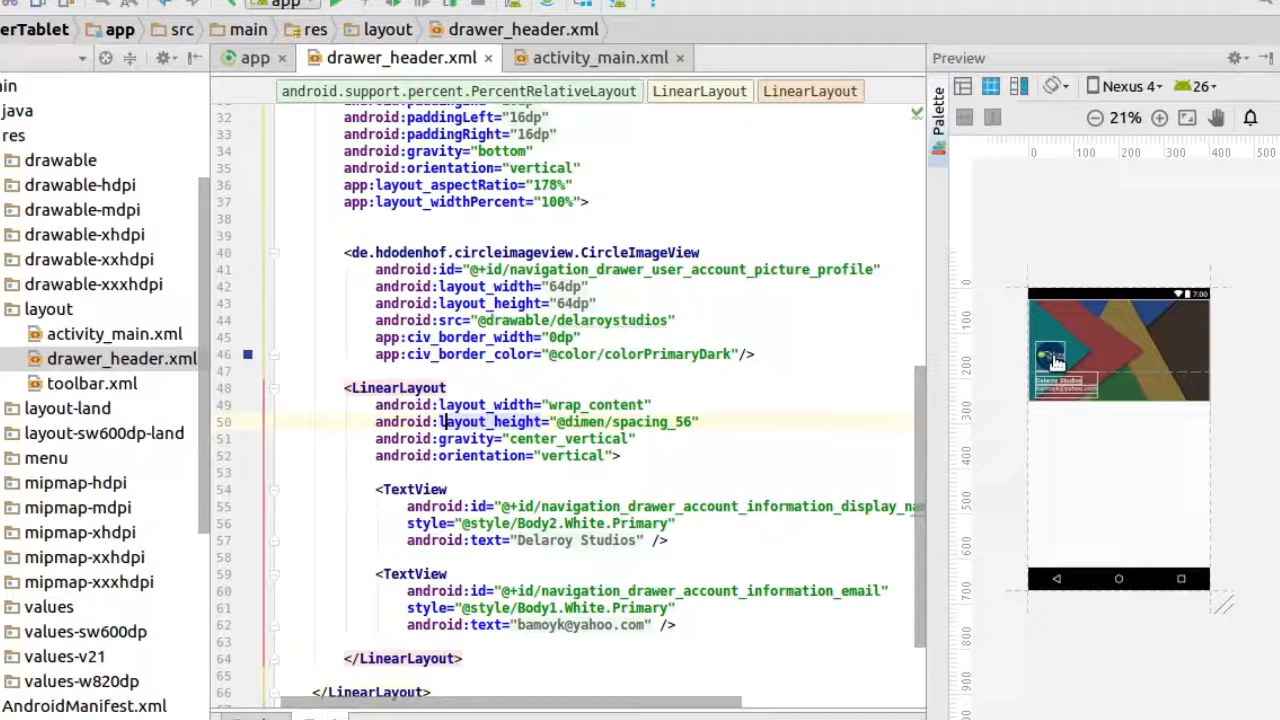 app
erTablet app src main res layout drawer_header.xml
app × drawer_header.xml × activity_main.xml ×
Preview
android.support.percent.PercentRelativeLayout LinearLayout LinearLayout
in
java
res
drawable
drawable-hdpi
drawable-mdpi
drawable-xhdpi
drawable-xxhdpi
drawable-xxxhdpi
layout
activity_main.xml
drawer_header.xml
toolbar.xml
layout-land
layout-sw600dp-land
menu
mipmap-hdpi
mipmap-mdpi
mipmap-xhdpi
mipmap-xxhdpi
mipmap-xxxhdpi
values
values-sw600dp
values-v21
values-w820dp
AndroidManifest.xml
32 android:paddingLeft="16dp"
33 android:paddingRight="16dp"
34 android:gravity="bottom"
35 android:orientation="vertical"
36 app:layout_aspectRatio="178%"
37 app:layout_widthPercent="100%">
38
39
40 <de.hdodenhof.circleimageview.CircleImageView
41 android:id="@+id/navigation_drawer_user_account_picture_profile"
42 android:layout_width="64dp"
43 android:layout_height="64dp"
44 android:src="@drawable/delaroystudios"
45 app:civ_border_width="0dp"
46 app:civ_border_color="@color/colorPrimaryDark"/>
47
48 <LinearLayout
49 android:layout_width="wrap_content"
50 android:layout_height="@dimen/spacing_56"
51 android:gravity="center_vertical"
52 android:orientation="vertical">
53
54 <TextView
55 android:id="@+id/navigation_drawer_account_information_display_na
56 style="@style/Body2.White.Primary"
57 android:text="Delaroy Studios" />
58
59 <TextView
60 android:id="@+id/navigation_drawer_account_information_email"
61 style="@style/Body1.White.Primary"
62 android:text="bamoyk@yahoo.com" />
63
64 </LinearLayout>
65
66 </LinearLayout>
Palette
Nexus 4 26
21%
0 100 200 300 400 500
0
100
200
300
400
500
600
700
800
900
7:00
Delaroy Studios
bamoyk@yahoo.com